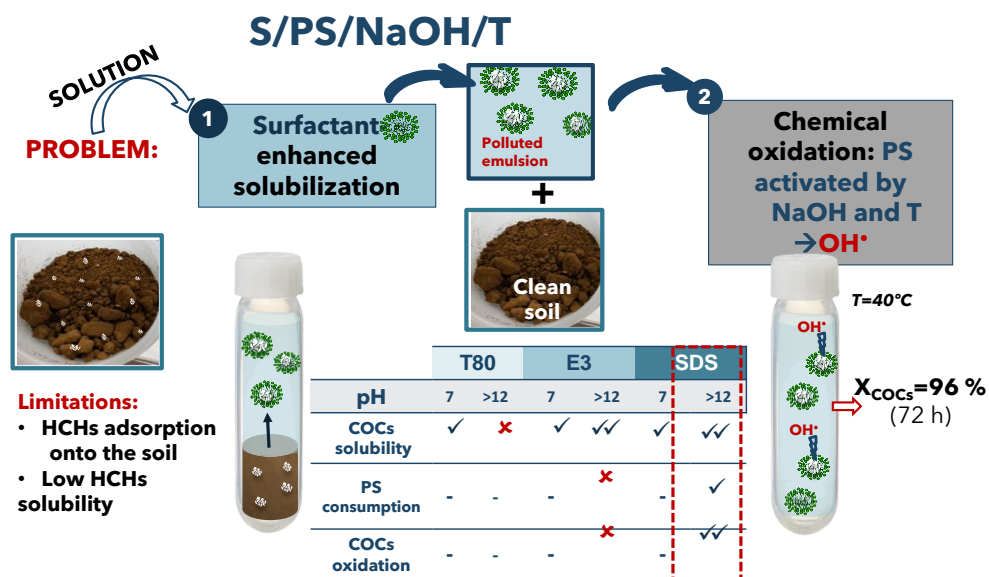 S/PS/NaOH/T
SOLUTION
PROBLEM:
1
Surfactant
enhanced
solubilization
Polluted
emulsion
+
Clean
soil
2
Chemical
oxidation: PS
activated by
NaOH and T
→OH•
Limitations:
• HCHs adsorption
onto the soil
• Low HCHs
solubility
T80 E3 SDS
pH 7 >12 7 >12 7 >12
COCs
solubility ✓ ✘ ✓ ✓✓ ✓ ✓✓
PS
consumption - - - ✘ - ✓
COCs
oxidation - - - ✘ - ✓✓
T=40°C
OH•
OH•
XCOCs=96 %
(72 h)